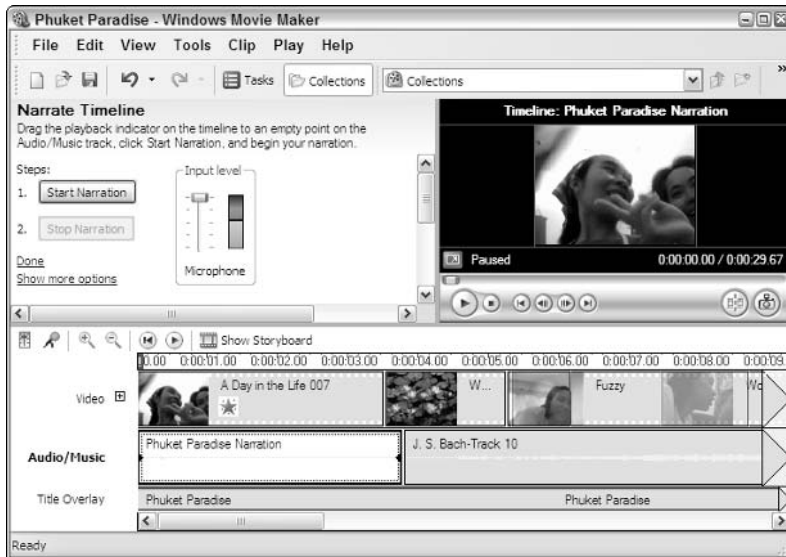 Phuket Paradise - Windows Movie Maker
File Edit View Tools Clip Play Help
Tasks Collections Collections
Narrate Timeline
Drag the playback indicator on the timeline to an empty point on the
Audio/Music track, click Start Narration, and begin your narration.
Steps:
1. Start Narration
2. Stop Narration
Done
Show more options
Input level
Microphone
Timeline: Phuket Paradise Narration
Paused 0:00:00.00 / 0:00:29.67
Show Storyboard
0.00 0:00:01.00 0:00:02.00 0:00:03.00 0:00:04.00 0:00:05.00 0:00:06.00 0:00:07.00 0:00:08.00 0:00:09.
Video A Day in the Life 007 W... Fuzzy Wo
Audio/Music Phuket Paradise Narration J. S. Bach-Track 10
Title Overlay Phuket Paradise Phuket Paradise
Ready